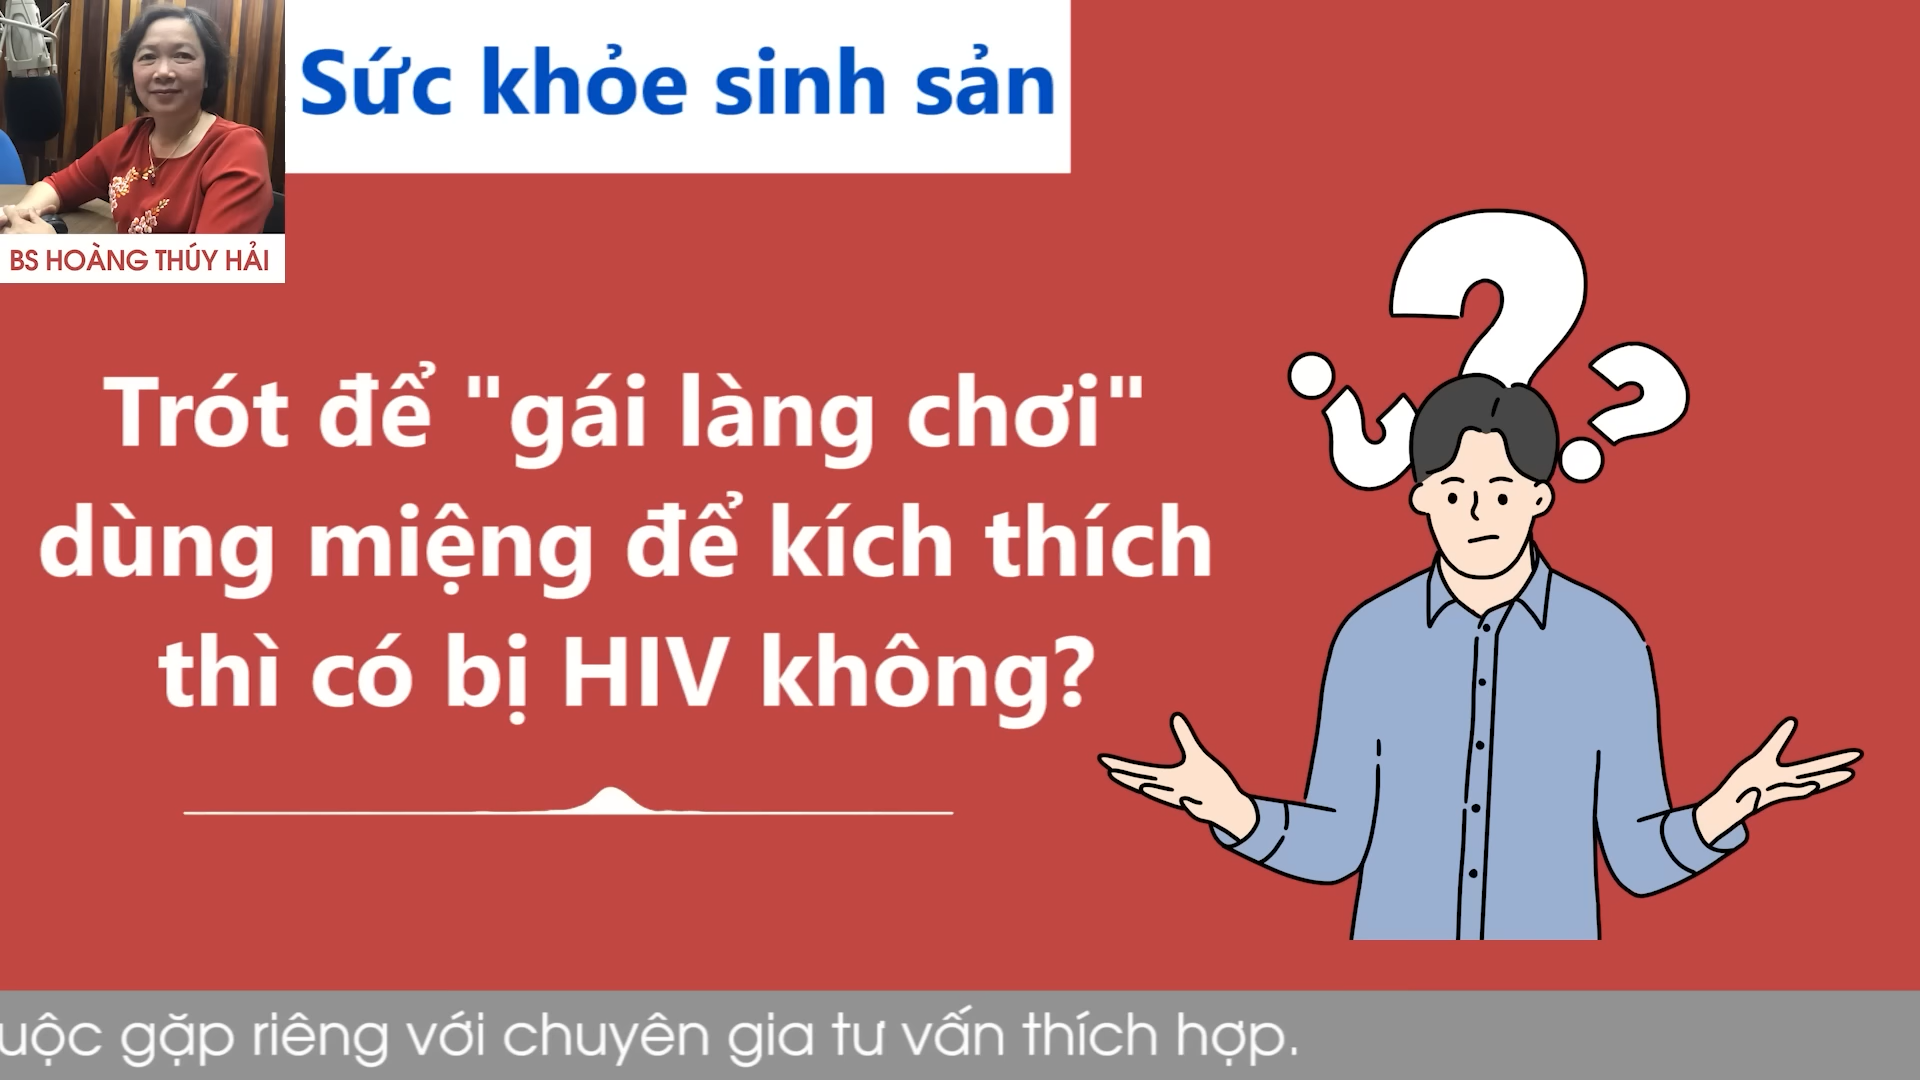 Sức khỏe sinh sản
BS HOÀNG THÚY HẢI
Trót để "gái làng chơi"
dùng miệng để kích thích
thì có bị HIV không?
gặp riêng với chuyên gia tư vấn thích hợp.